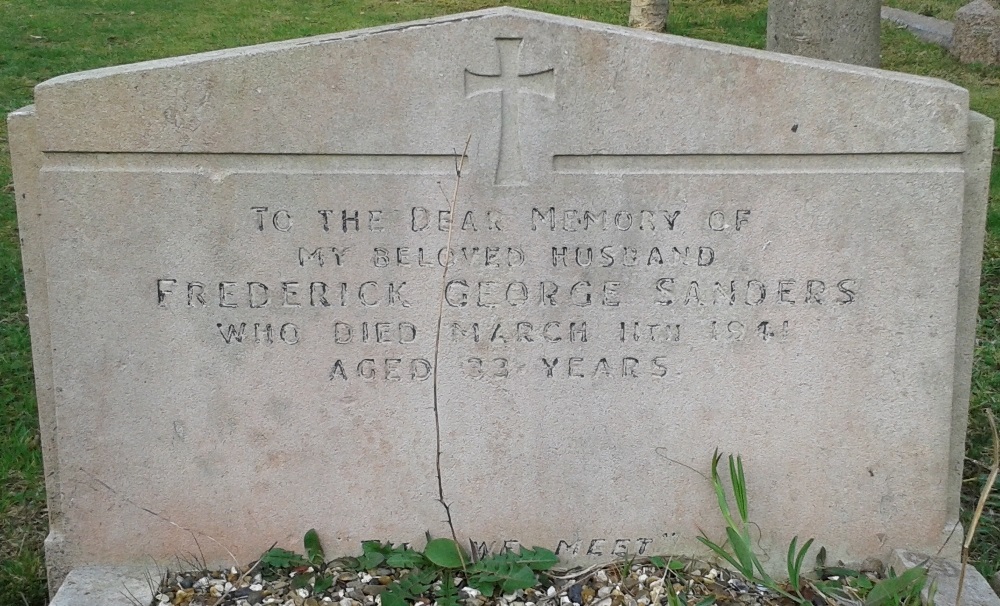 TO THE DEAR MEMORY OF
MY BELOVED HUSBAND
FREDERICK GEORGE SANDERS
WHO DIED MARCH 11TH 1941
AGED 33 YEARS.
"TILL WE MEET"